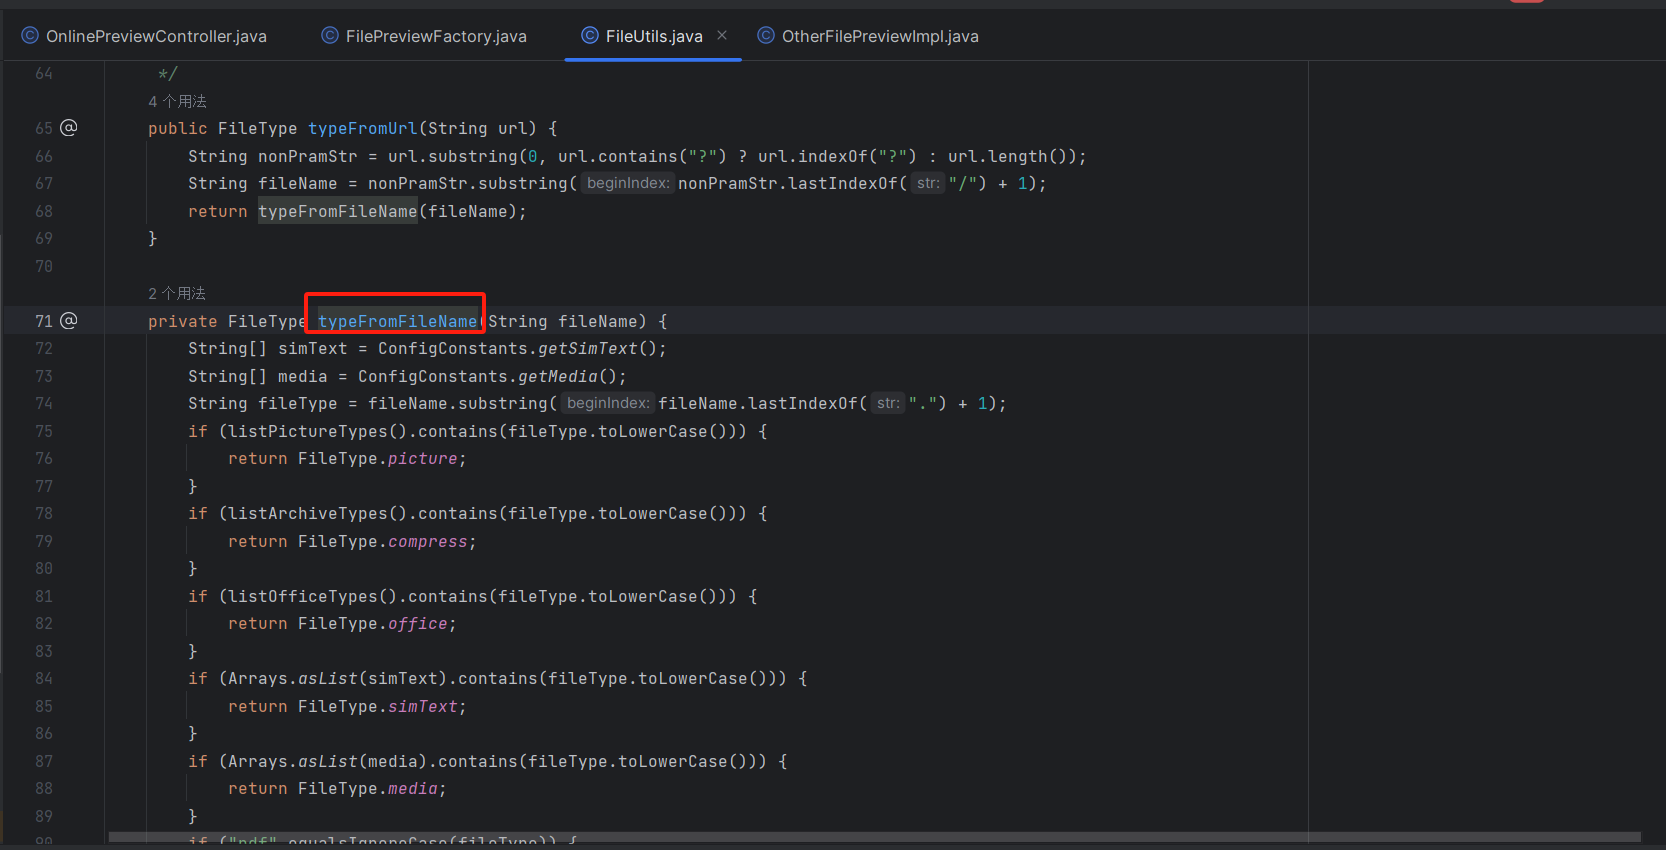 OnlinePreviewController.java FilePreviewFactory.java FileUtils.java × OtherFilePreviewImpl.java
64 */
4 个用法
65 @ public FileType typeFromUrl(String url) {
66 String nonPramStr = url.substring(0, url.contains("?") ? url.indexOf("?") : url.length());
67 String fileName = nonPramStr.substring( beginIndex: nonPramStr.lastIndexOf( str: "/") + 1);
68 return typeFromFileName(fileName);
69 }
70
2 个用法
71 @ private FileType typeFromFileName(String fileName) {
72 String[] simText = ConfigConstants.getSimText();
73 String[] media = ConfigConstants.getMedia();
74 String fileType = fileName.substring( beginIndex: fileName.lastIndexOf( str: ".") + 1);
75 if (listPictureTypes().contains(fileType.toLowerCase())) {
76 return FileType.picture;
77 }
78 if (listArchiveTypes().contains(fileType.toLowerCase())) {
79 return FileType.compress;
80 }
81 if (listOfficeTypes().contains(fileType.toLowerCase())) {
82 return FileType.office;
83 }
84 if (Arrays.asList(simText).contains(fileType.toLowerCase())) {
85 return FileType.simText;
86 }
87 if (Arrays.asList(media).contains(fileType.toLowerCase())) {
88 return FileType.media;
89 }
90 if ("pdf".equalsIgnoreCase(fileType)) {